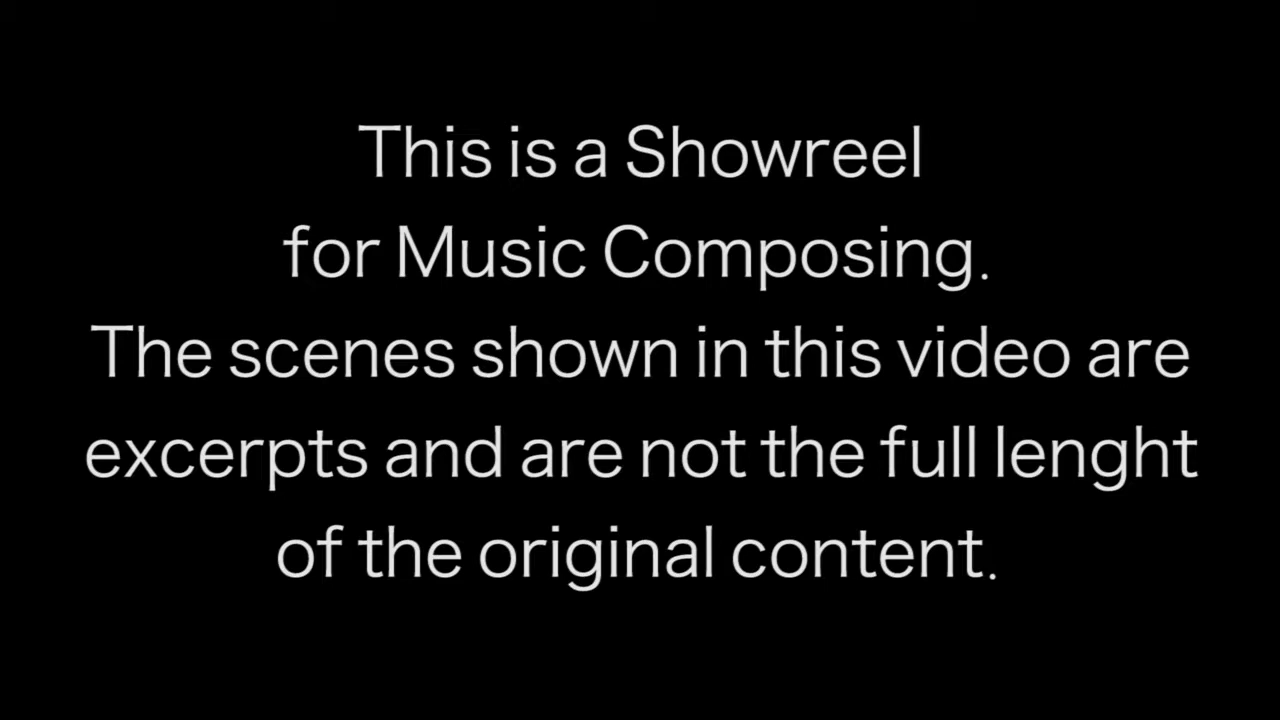 This is a Showreel
for Music Composing.
The scenes shown in this video are
excerpts and are not the full lenght
of the original content.